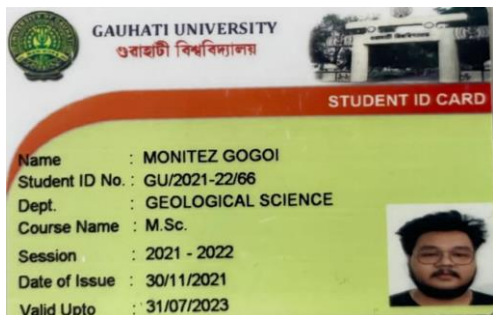 GAUHATI UNIVERSITY
গুৱাহাটী বিশ্ববিদ্যালয়
STUDENT ID CARD
Name : MONITEZ GOGOI
Student ID No. : GU/2021-22/66
Dept. : GEOLOGICAL SCIENCE
Course Name : M.Sc.
Session : 2021 - 2022
Date of Issue : 30/11/2021
Valid Upto : 31/07/2023